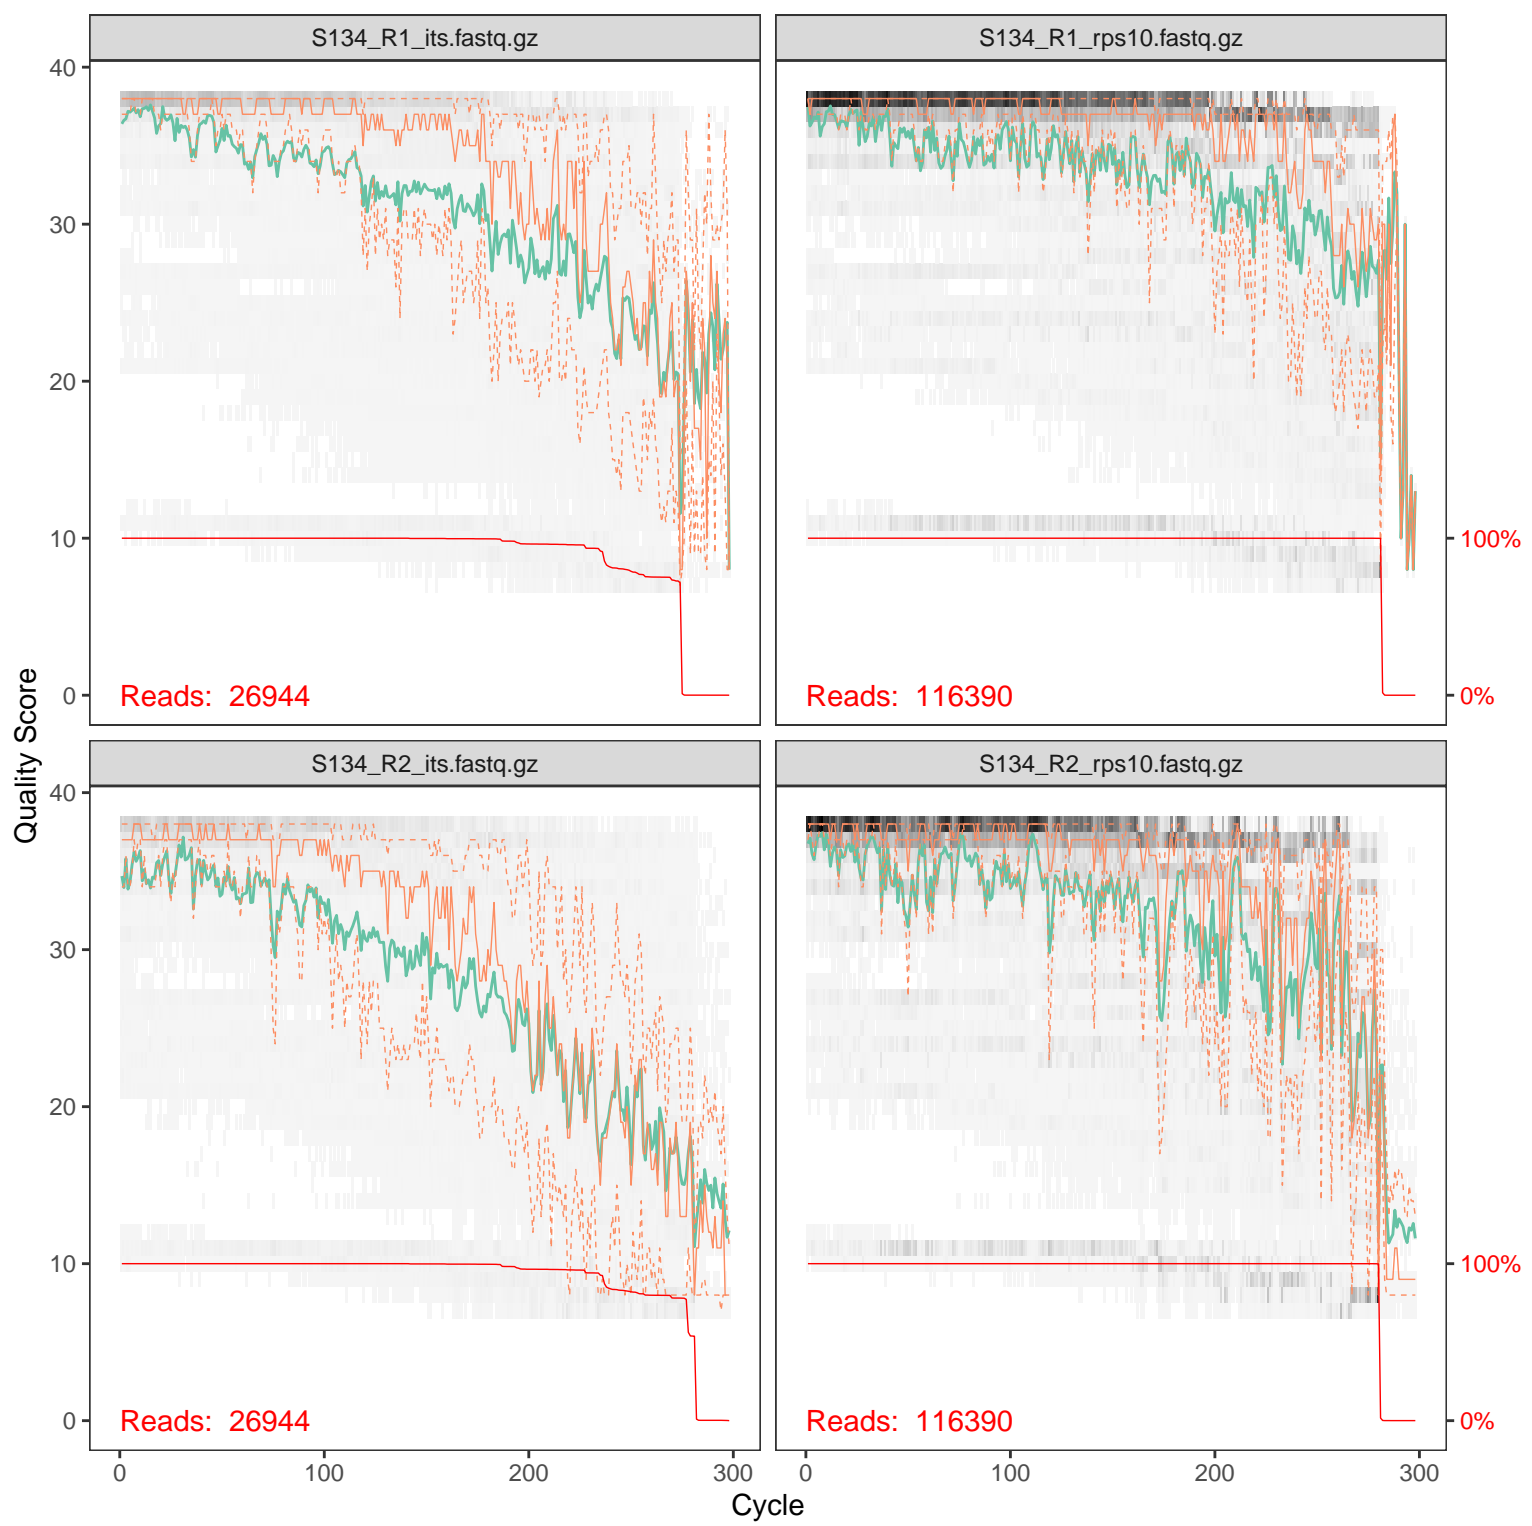 S134_R1_its.fastq.gz
S134_R1_rps10.fastq.gz
40
30
20
10
0
100%
0%
Reads: 26944
Reads: 116390
Quality Score
S134_R2_its.fastq.gz
S134_R2_rps10.fastq.gz
40
30
20
10
0
100%
0%
Reads: 26944
Reads: 116390
0 100 200 300
0 100 200 300
Cycle